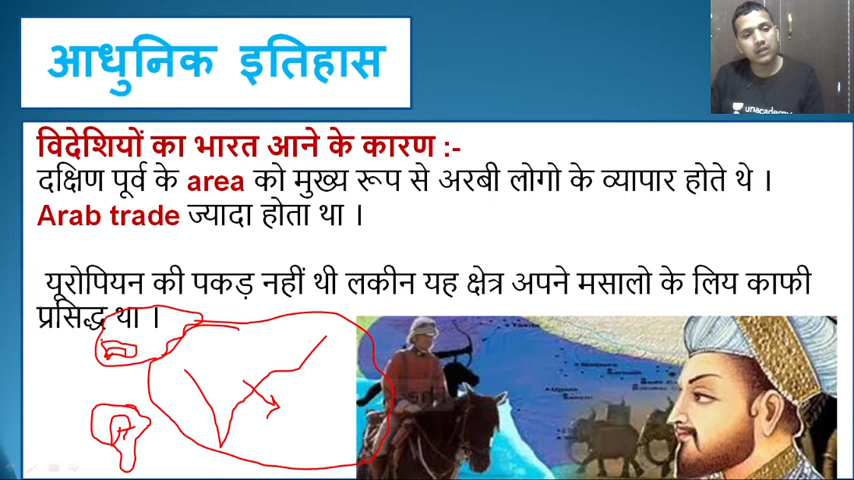 आधुनिक इतिहास
unacademy
विदेशियों का भारत आने के कारण :-
दक्षिण पूर्व के area को मुख्य रूप से अरबी लोगो के व्यापार होते थे ।
Arab trade ज्यादा होता था ।
यूरोपियन की पकड़ नहीं थी लकीन यह क्षेत्र अपने मसालो के लिय काफी
प्रसिद्ध था ।